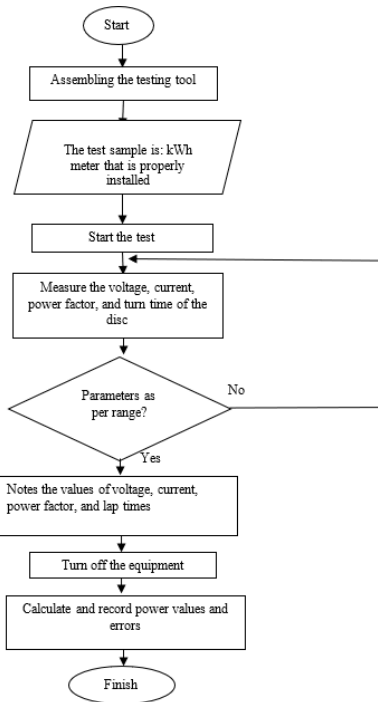 Start
Assembling the testing tool
The test sample is: kWh
meter that is properly
installed
Start the test
Measure the voltage, current,
power factor, and turn time of the
disc
Parameters as
per range?
No
Yes
Notes the values of voltage, current,
power factor, and lap times
Turn off the equipment
Calculate and record power values and
errors
Finish